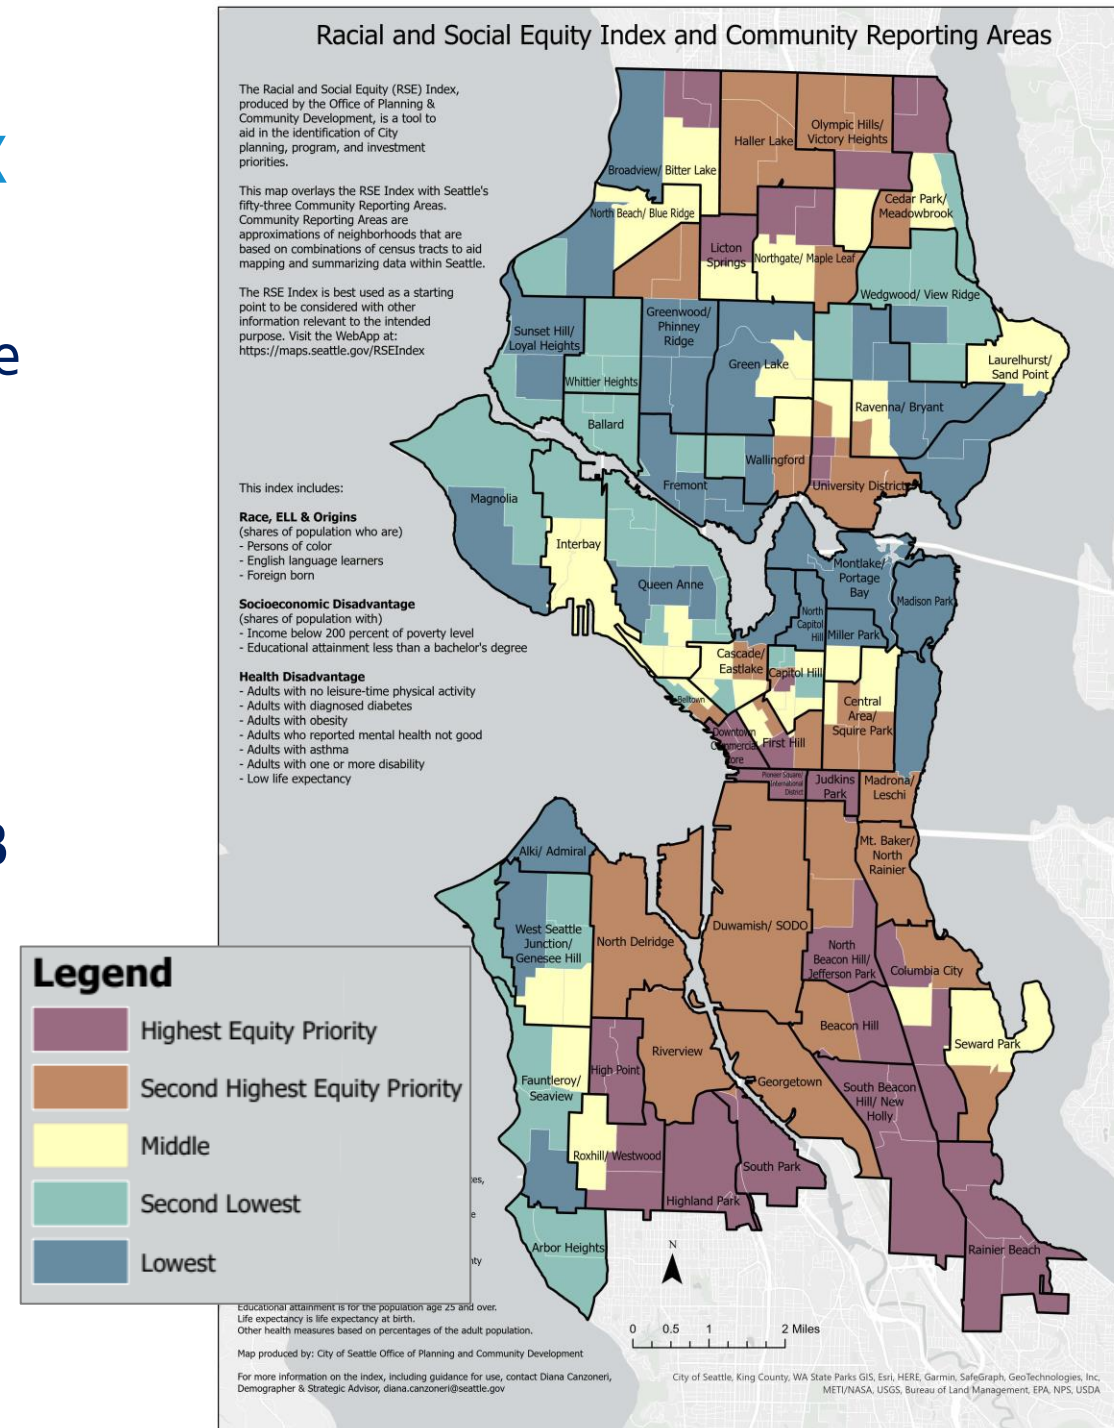 x
e
3
Racial and Social Equity Index and Community Reporting Areas
The Racial and Social Equity (RSE) Index,
produced by the Office of Planning &
Community Development, is a tool to
aid in the identification of City
planning, program, and investment
priorities.
This map overlays the RSE Index with Seattle's
fifty-three Community Reporting Areas.
Community Reporting Areas are
approximations of neighborhoods that are
based on combinations of census tracts to aid
mapping and summarizing data within Seattle.
The RSE Index is best used as a starting
point to be considered with other
information relevant to the intended
purpose. Visit the WebApp at:
https://maps.seattle.gov/RSEIndex
This index includes:
Race, ELL & Origins
(shares of population who are)
- Persons of color
- English language learners
- Foreign born
Socioeconomic Disadvantage
(shares of population with)
- Income below 200 percent of poverty level
- Educational attainment less than a bachelor's degree
Health Disadvantage
- Adults with no leisure-time physical activity
- Adults with diagnosed diabetes
- Adults with obesity
- Adults who reported mental health not good
- Adults with asthma
- Adults with one or more disability
- Low life expectancy
Haller Lake
Olympic Hills/
Victory Heights
Broadview/ Bitter Lake
North Beach/ Blue Ridge
Cedar Park/
Meadowbrook
Licton
Springs
Northgate/ Maple Leaf
Wedgwood/ View Ridge
Sunset Hill/
Loyal Heights
Greenwood/
Phinney
Ridge
Green Lake
Laurelhurst/
Sand Point
Whittier Heights
Ballard
Ravenna/ Bryant
Wallingford
Fremont
University District
Magnolia
Interbay
Queen Anne
Montlake/
Portage
Bay
Madison Park
North
Capitol
Hill
Miller Park
Cascade/
Eastlake
Capitol Hill
Belltown
Central
Area/
Squire Park
Downtown
Commercial
Core
First Hill
Pioneer Square/
International
District
Judkins
Park
Madrona/
Leschi
Alki/ Admiral
Mt. Baker/
North
Rainier
West Seattle
Junction/
Genesee Hill
North Delridge
Duwamish/ SODO
North
Beacon Hill/
Jefferson Park
Columbia City
Beacon Hill
Seward Park
Riverview
High Point
Georgetown
Fauntleroy/
Seaview
South Beacon
Hill/ New
Holly
Roxhill/ Westwood
South Park
Highland Park
Arbor Heights
Rainier Beach
Legend
Highest Equity Priority
Second Highest Equity Priority
Middle
Second Lowest
Lowest
N
0 0.5 1 2 Miles
Educational attainment is for the population age 25 and over.
Life expectancy is life expectancy at birth.
Other health measures based on percentages of the adult population.
Map produced by: City of Seattle Office of Planning and Community Development
For more information on the index, including guidance for use, contact Diana Canzoneri,
Demographer & Strategic Advisor, diana.canzoneri@seattle.gov
City of Seattle, King County, WA State Parks GIS, Esri, HERE, Garmin, SafeGraph, GeoTechnologies, Inc,
METI/NASA, USGS, Bureau of Land Management, EPA, NPS, USDA